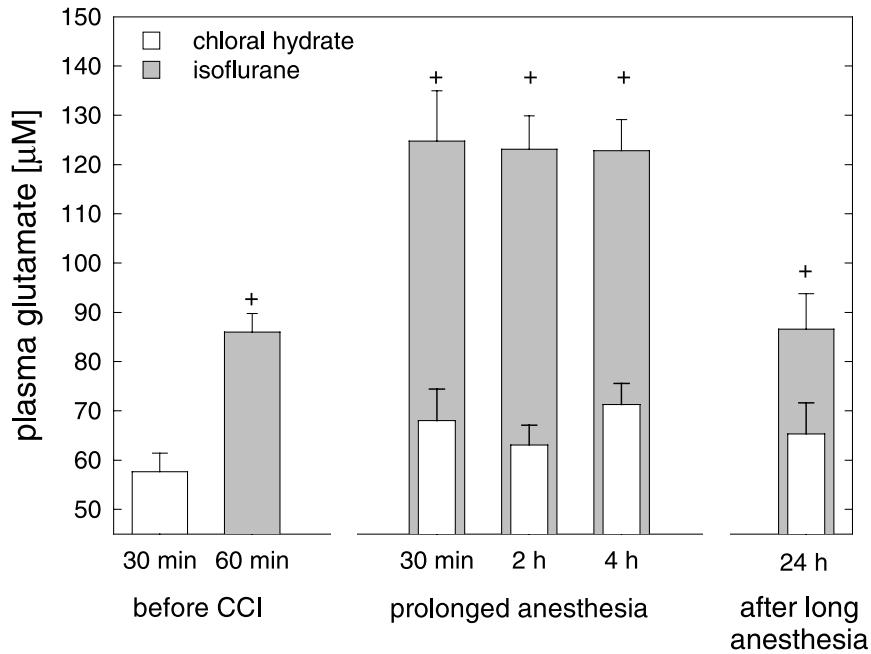 150
140
130
120
110
100
90
80
70
60
50
plasma glutamate [µM]
chloral hydrate
isoflurane
+
+
+
+
+
30 min 60 min 30 min 2 h 4 h 24 h
before CCI prolonged anesthesia after long
anesthesia